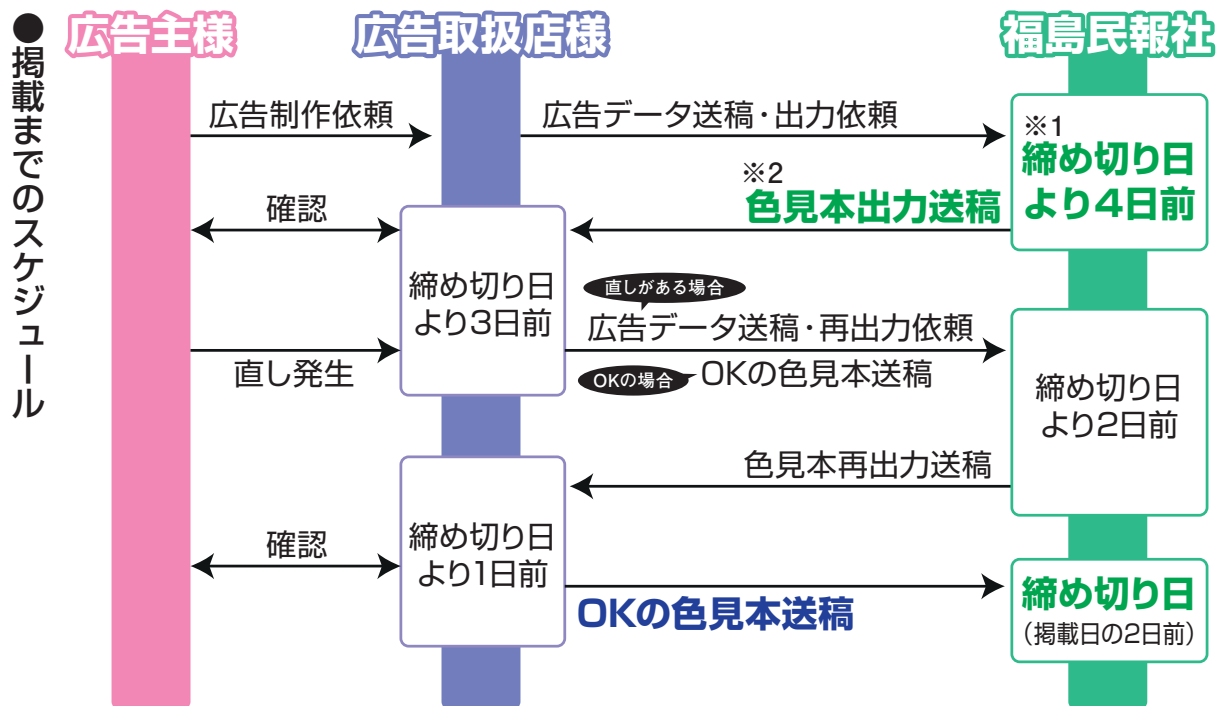 ●掲載までのスケジュール
広告主様
広告取扱店様
福島民報社
広告制作依頼
広告データ送稿・出力依頼
※1
締め切り日
より4日前
※2
色見本出力送稿
確認
締め切り日
より3日前
直しがある場合
広告データ送稿・再出力依頼
直し発生
OKの場合
OKの色見本送稿
締め切り日
より2日前
色見本再出力送稿
確認
締め切り日
より1日前
OKの色見本送稿
締め切り日
（掲載日の2日前）